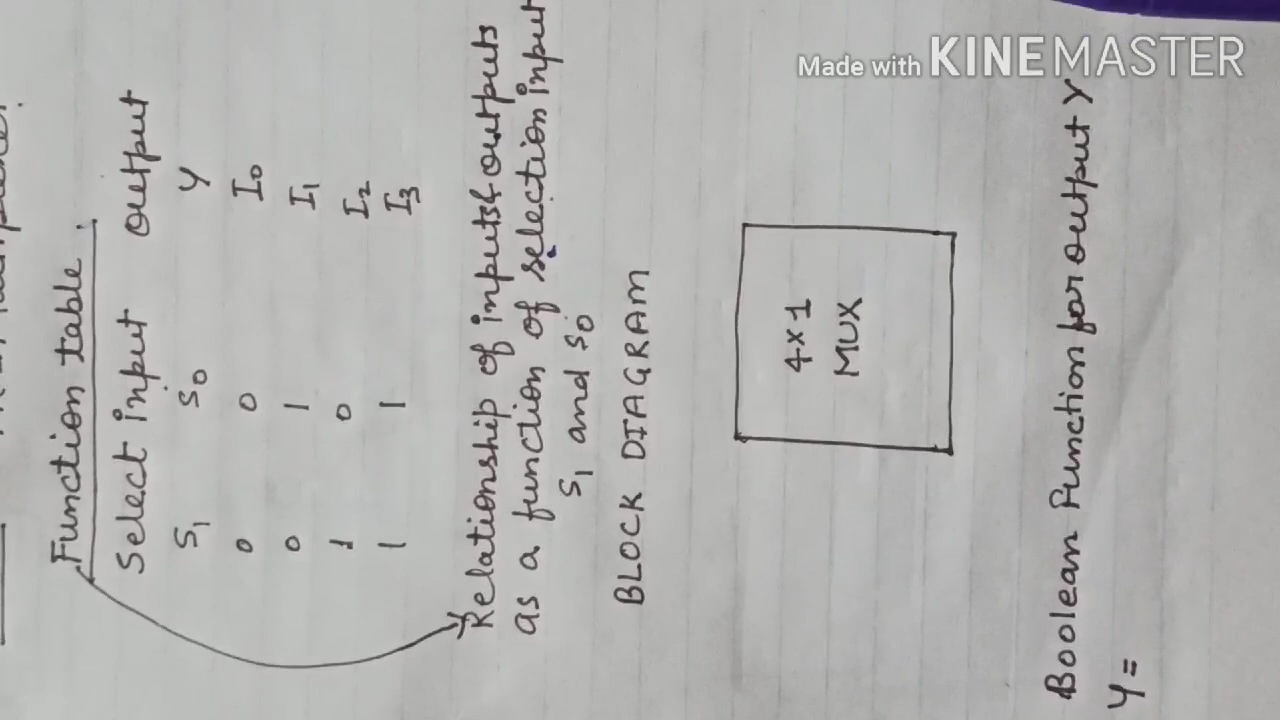 Function table.
Select input output
S1 S0 Y
0 0 I0
0 1 I1
1 0 I2
1 1 I3
Relationship of inputs & outputs
as a function of selection input
S1 and S0
BLOCK DIAGRAM
4x1
MUX
Boolean Function for output Y
Y =
Made with KINEMASTER